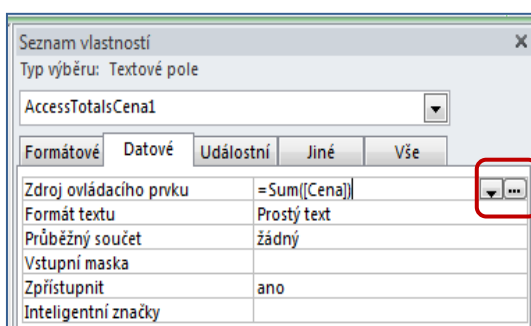 Seznam vlastností
Typ výběru: Textové pole
AccessTotalsCena1
Formátové Datové Událostní Jiné Vše
Zdroj ovládacího prvku =Sum([Cena])
Formát textu Prostý text
Průběžný součet žádný
Vstupní maska
Zpřístupnit ano
Inteligentní značky